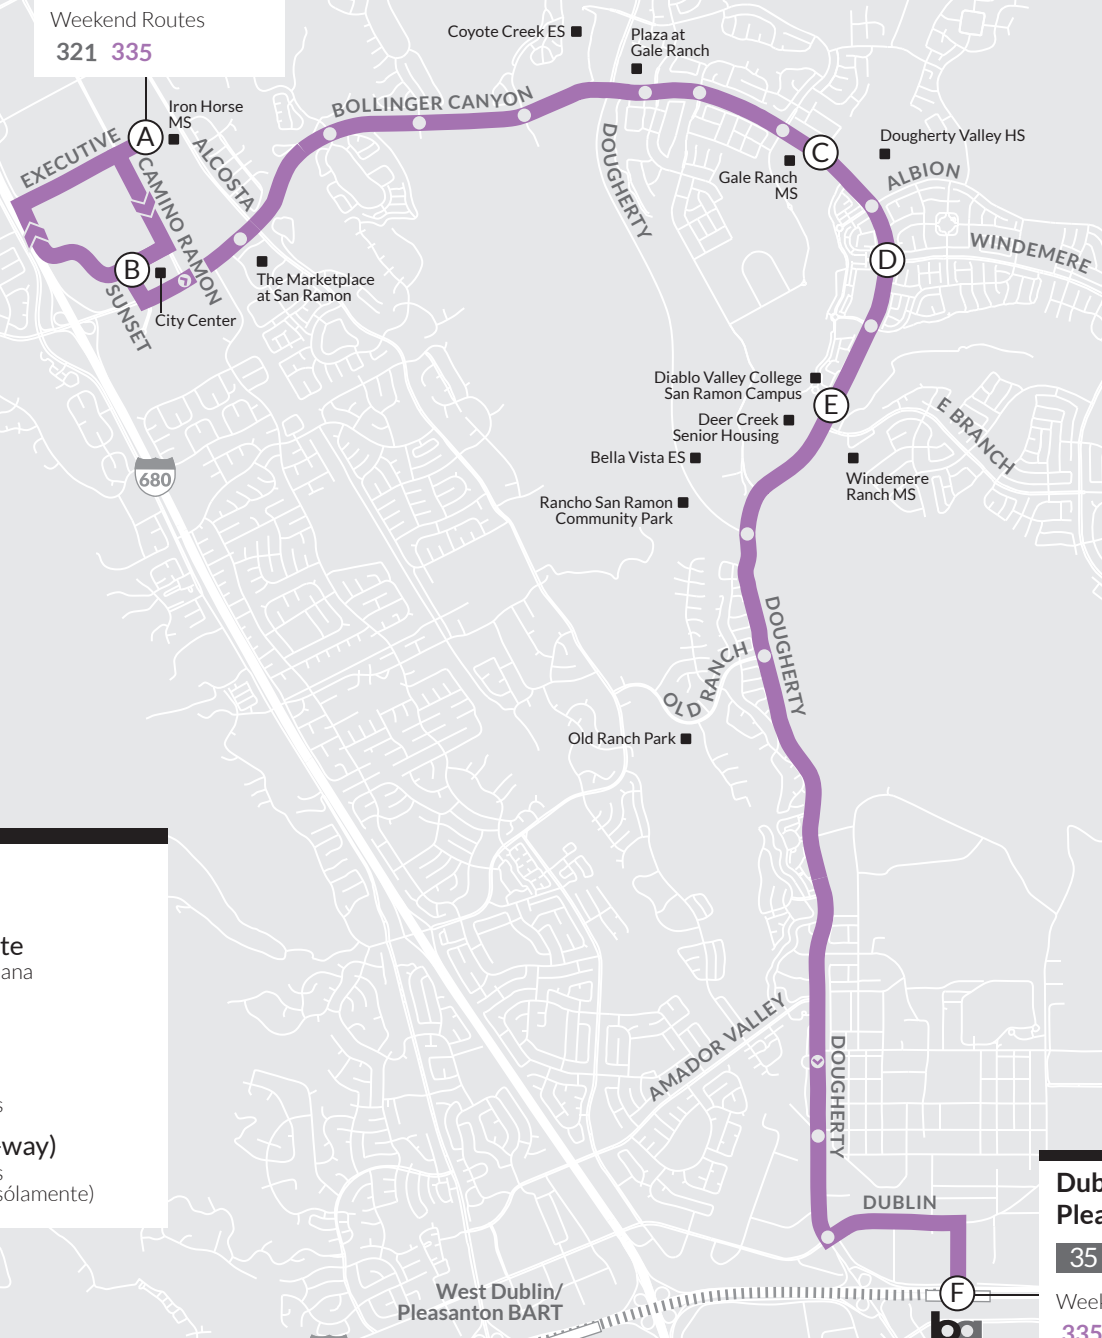 Weekend Routes
321 335
Coyote Creek ES
Plaza at
Gale Ranch
Iron Horse
MS
A
BOLLINGER CANYON
EXECUTIVE
ALCOSTA
CAMINO RAMON
DOUGHERTY
C
Dougherty Valley HS
Gale Ranch
MS
ALBION
WINDEMERE
D
B
The Marketplace
at San Ramon
SUNSET
City Center
Diablo Valley College
San Ramon Campus
E
E BRANCH
Deer Creek
Senior Housing
Bella Vista ES
Windemere
Ranch MS
680
Rancho San Ramon
Community Park
DOUGHERTY
OLD RANCH
Old Ranch Park
te
ana
AMADOR VALLEY
DOUGHERTY
s
-way)
s
sólamente)
Dub
Plea
DUBLIN
35
West Dublin/
Pleasanton BART
F
Week
335
ba